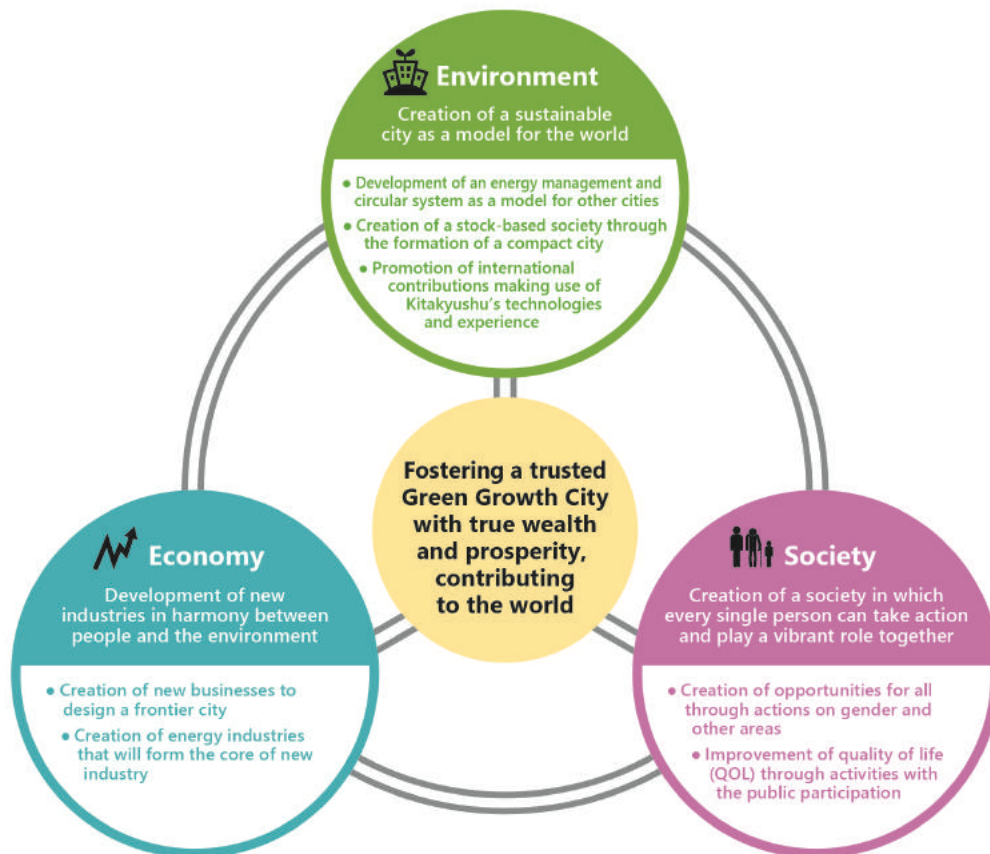 Environment
Creation of a sustainable
city as a model for the world
● Development of an energy management and
circular system as a model for other cities
● Creation of a stock-based society through
the formation of a compact city
● Promotion of international
contributions making use of
Kitakyushu's technologies
and experience
Fostering a trusted
Green Growth City
with true wealth
and prosperity,
contributing
to the world
Economy
Development of new
industries in harmony between
people and the environment
● Creation of new businesses to
design a frontier city
● Creation of energy industries
that will form the core of new
industry
Society
Creation of a society in which
every single person can take action
and play a vibrant role together
● Creation of opportunities for all
through actions on gender and
other areas
● Improvement of quality of life
(QOL) through activities with
the public participation